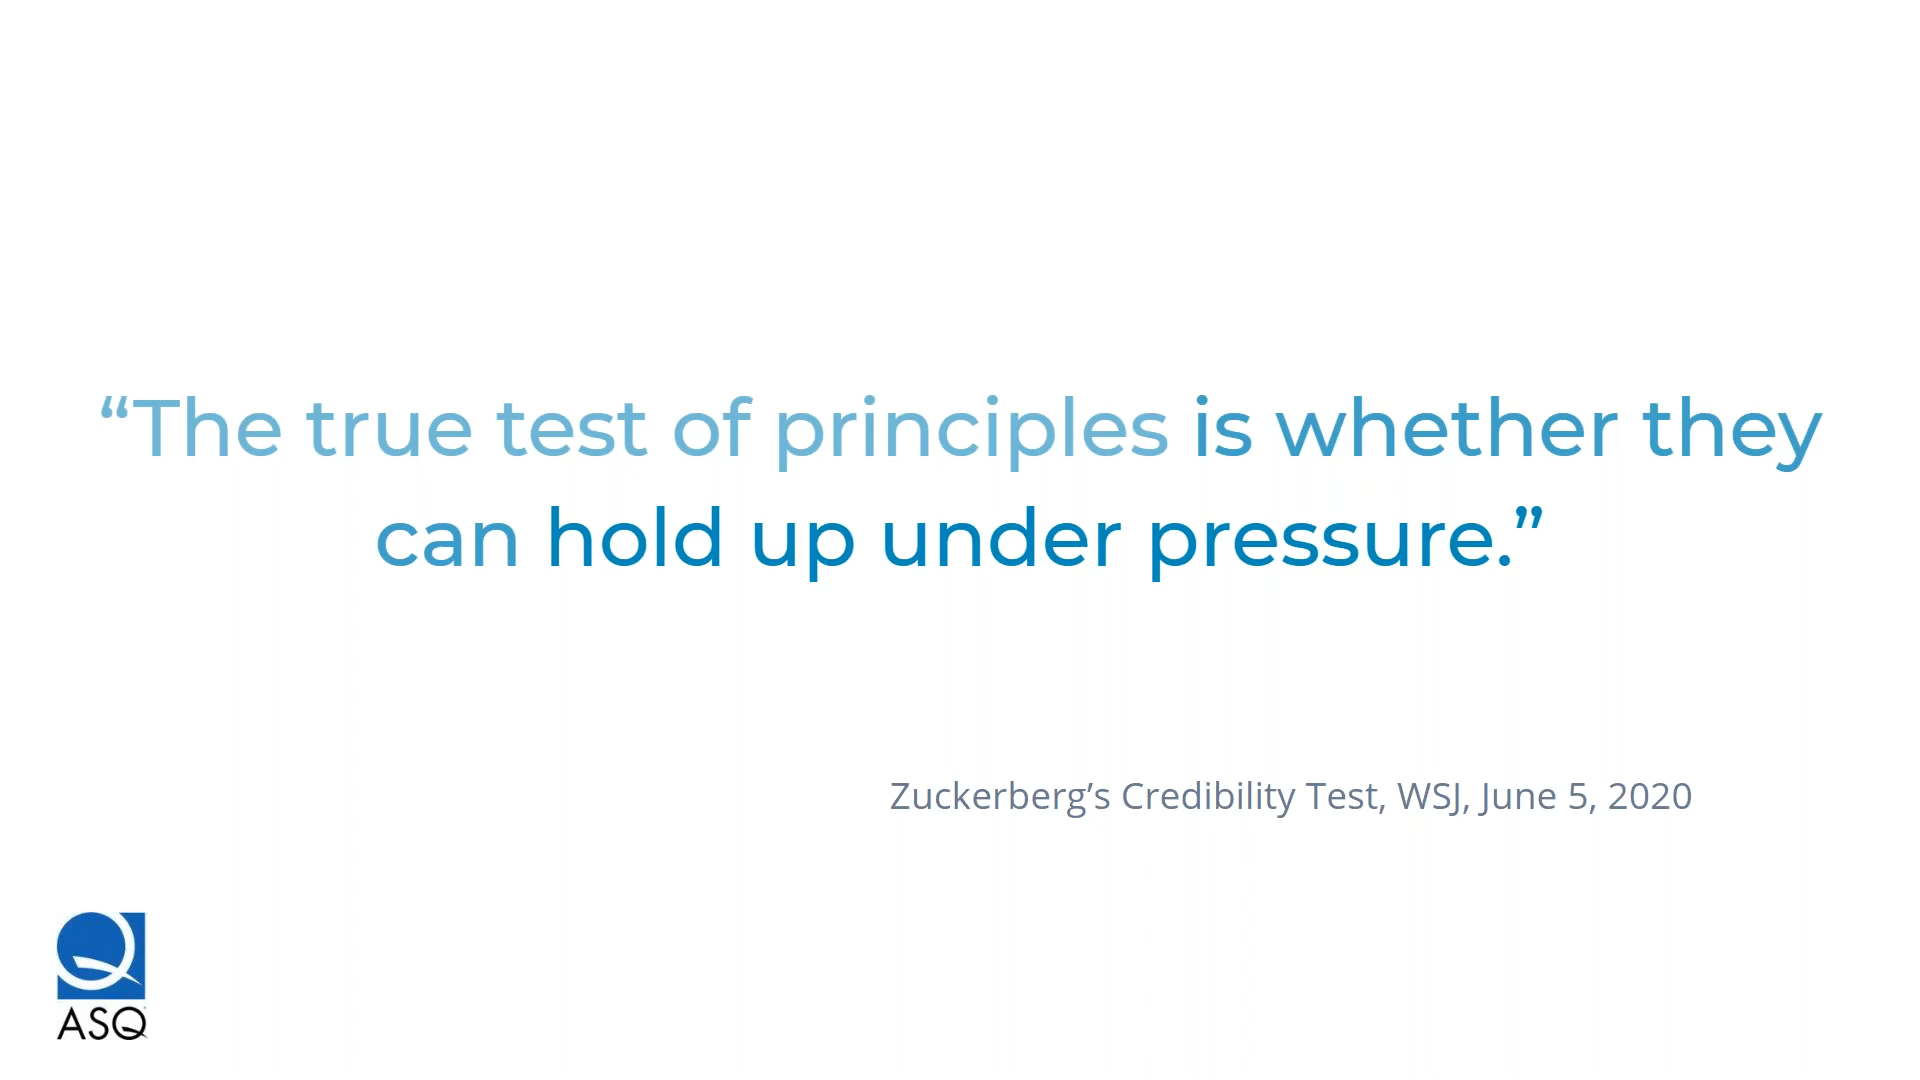 “The true test of principles is whether they
can hold up under pressure.”
Zuckerberg’s Credibility Test, WSJ, June 5, 2020
ASQ